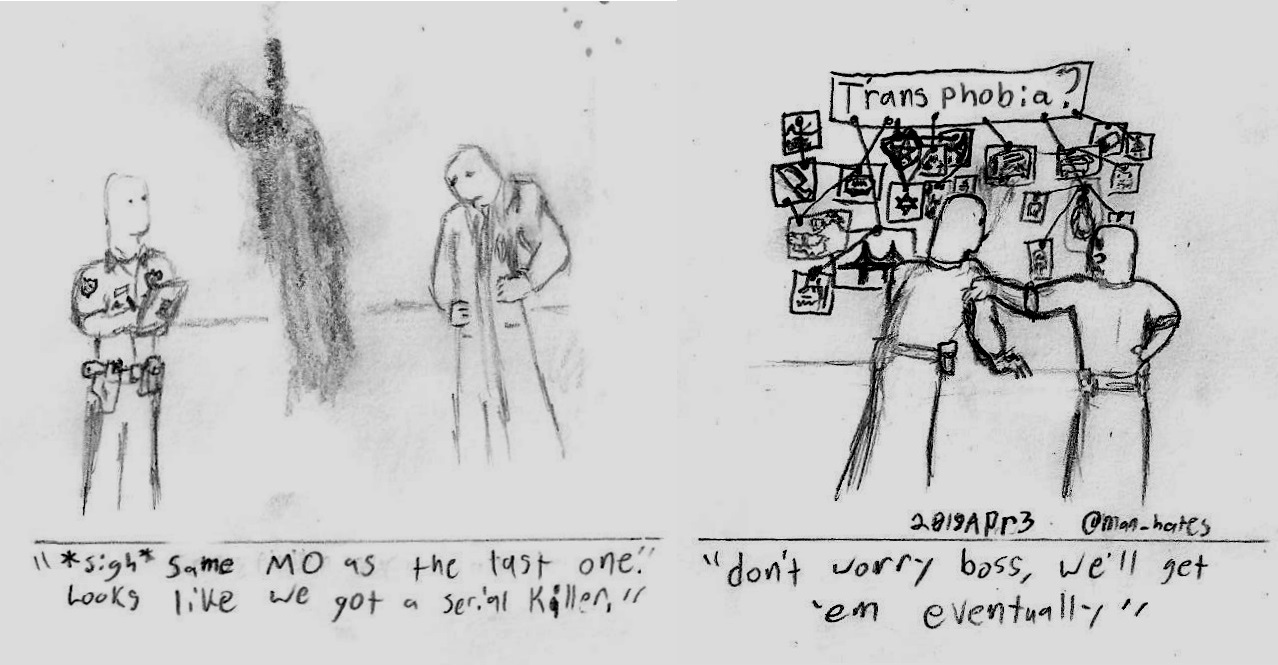 Transphobia?
"*sigh* same MO as the last one."
Looks like we got a serial killer."
2019Apr3 @man_hates
"don't worry boss, we'll get
'em eventually"